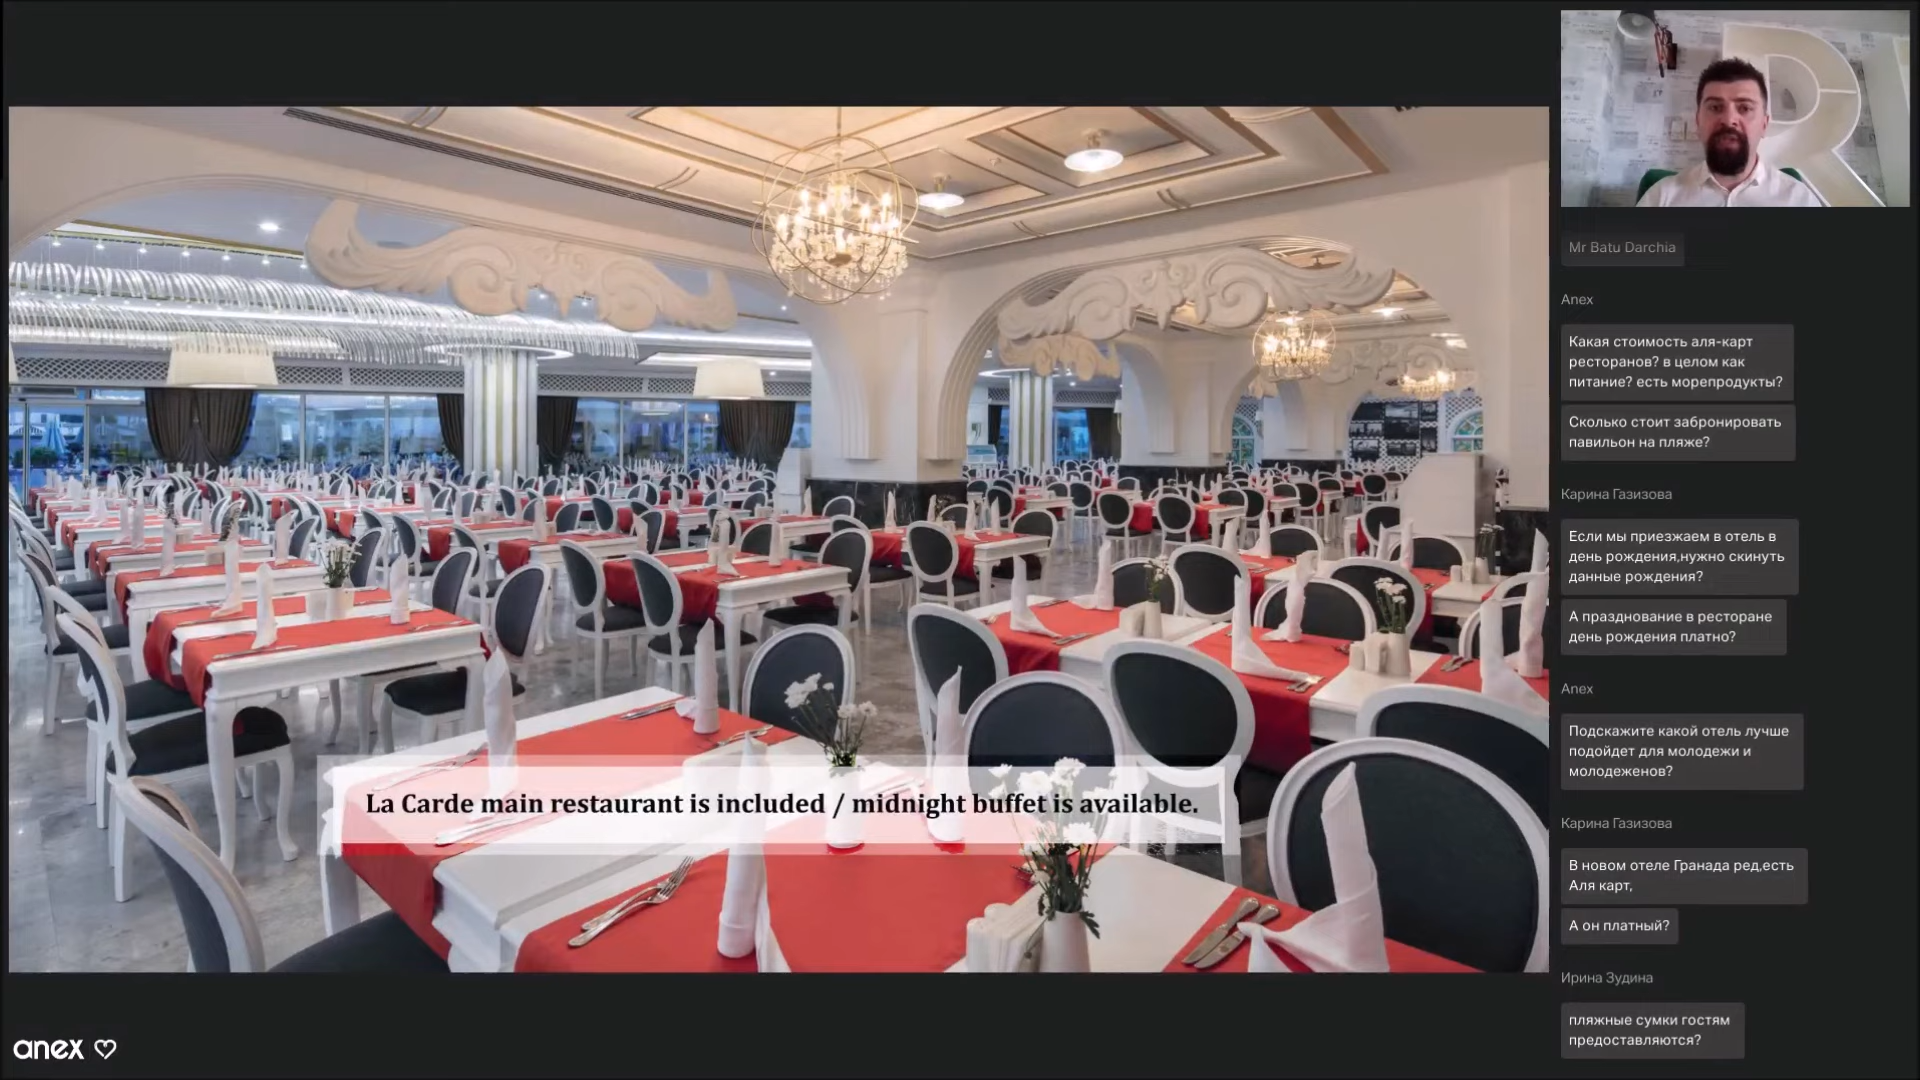 La Carde main restaurant is included / midnight buffet is available.
anex
Mr Batu Darchia
Anex
Какая стоимость аля-карт
ресторанов? в целом как
питание? есть морепродукты?
Сколько стоит забронировать
павильон на пляже?
Карина Газизова
Если мы приезжаем в отель в
день рождения,нужно скинуть
данные рождения?
А празднование в ресторане
день рождения платно?
Anex
Подскажите какой отель лучше
подойдет для молодежи и
молодеженов?
Карина Газизова
В новом отеле Гранада ред,есть
Аля карт,
А он платный?
Ирина Зудина
пляжные сумки гостям
предоставляются?